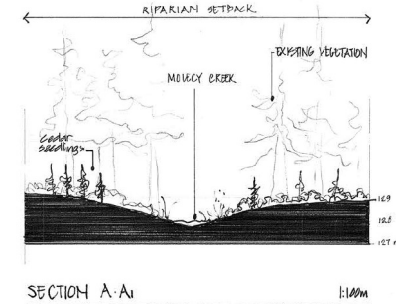 RIPARIAN SETBACK
EXISTING VEGETATION
MOLECY CREEK
Cedar
seedlings
129
128
127
SECTION A-A1
1:100m